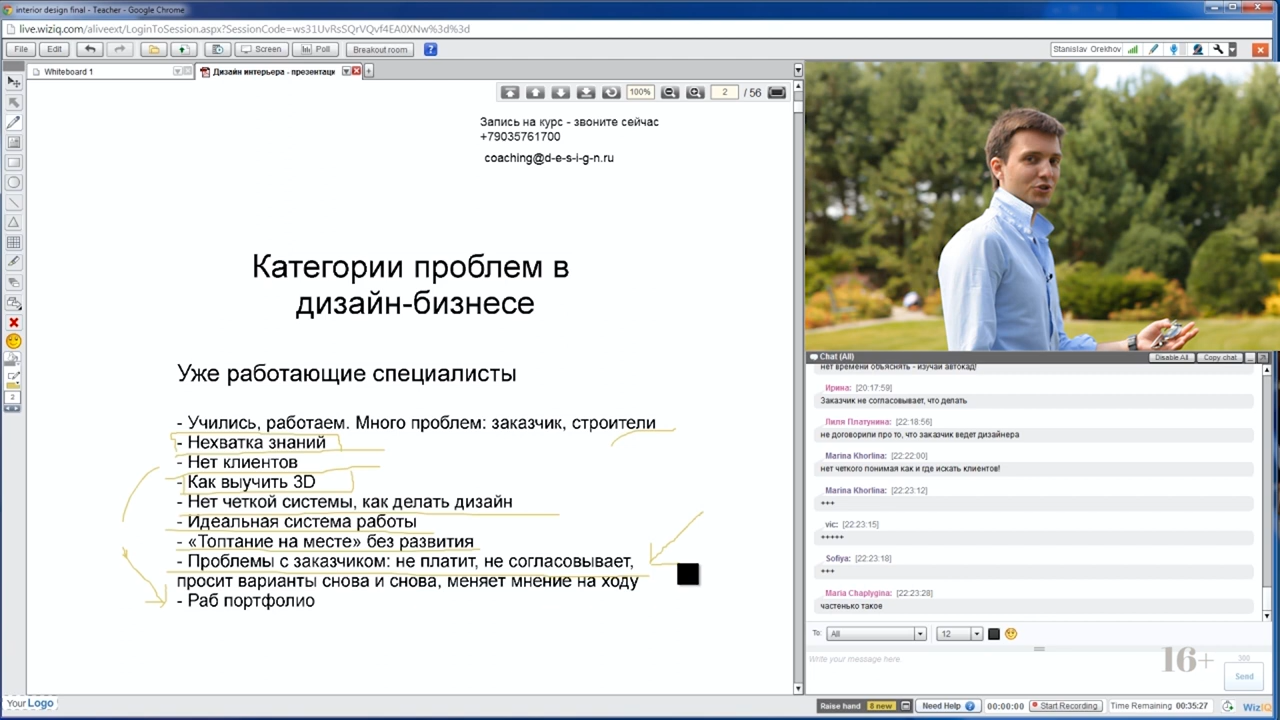 interior design final - Teacher - Google Chrome
live.wiziq.com/aliveext/LoginToSession.aspx?SessionCode=ws31UvRsSQrVQvf4EA0XNw%3d%3d
File Edit Screen Poll Breakout room ?
Stanislav Orekhov
Whiteboard 1
Дизайн интерьера - презентаци
100% 2 / 56
Запись на курс - звоните сейчас
+79035761700
coaching@d-e-s-i-g-n.ru
Категории проблем в
дизайн-бизнесе
Уже работающие специалисты
- Учились, работаем. Много проблем: заказчик, строители
- Нехватка знаний
- Нет клиентов
- Как выучить 3D
- Нет четкой системы, как делать дизайн
- Идеальная система работы
- «Топтание на месте» без развития
- Проблемы с заказчиком: не платит, не согласовывает,
просит варианты снова и снова, меняет мнение на ходу
- Раб портфолио
2
Chat (All) Disable All Copy chat
нет времени объяснять - изучай автокад!
Ирина: [20:17:59]
Заказчик не согласовывает, что делать
Лиля Платунина: [22:18:56]
не договорили про то, что заказчик ведет дизайнера
Marina Khorlina: [22:22:00]
нет четкого понимая как и где искать клиентов!
Marina Khorlina: [22:23:12]
+++
vic: [22:23:15]
+++++
Sofiya: [22:23:18]
+++
Maria Chaplygina: [22:23:28]
частенько такое
To: All 12
Write your message here
16+
300
Send
Your Logo
Raise hand 8 new Need Help ? 00:00:00 Start Recording Time Remaining 00:35:27 WizIQ